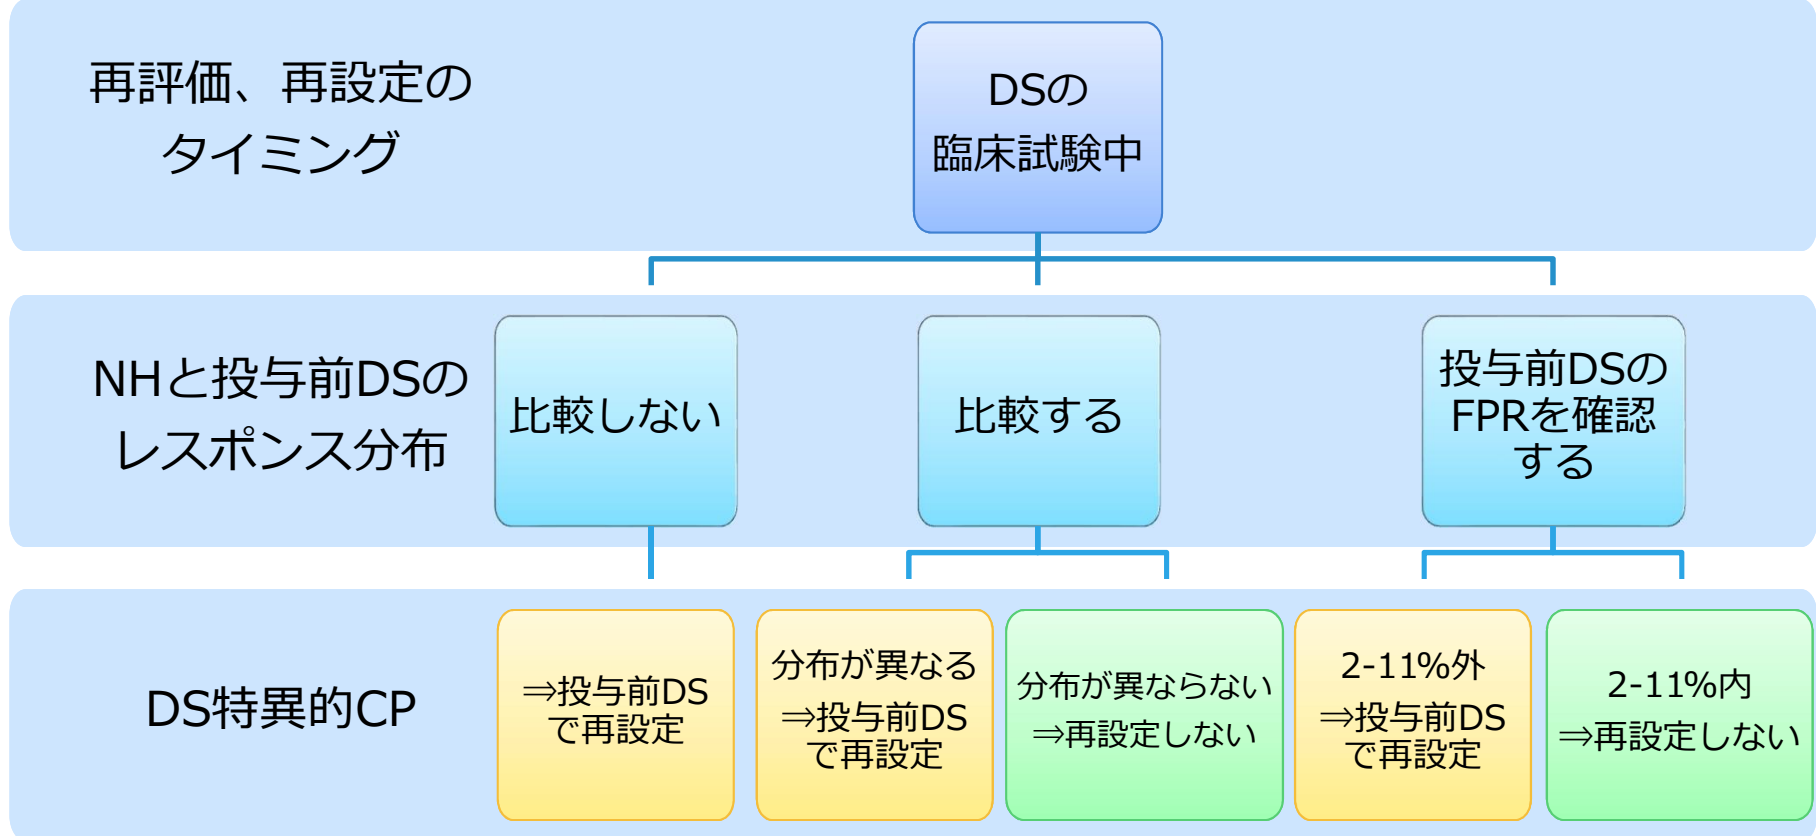 再評価、再設定の
タイミング
DSの
臨床試験中
NHと投与前DSの
レスポンス分布
比較しない
比較する
投与前DSの
FPRを確認
する
DS特異的CP
⇒投与前DS
で再設定
分布が異なる
⇒投与前DS
で再設定
分布が異ならない
⇒再設定しない
2-11%外
⇒投与前DS
で再設定
2-11%内
⇒再設定しない